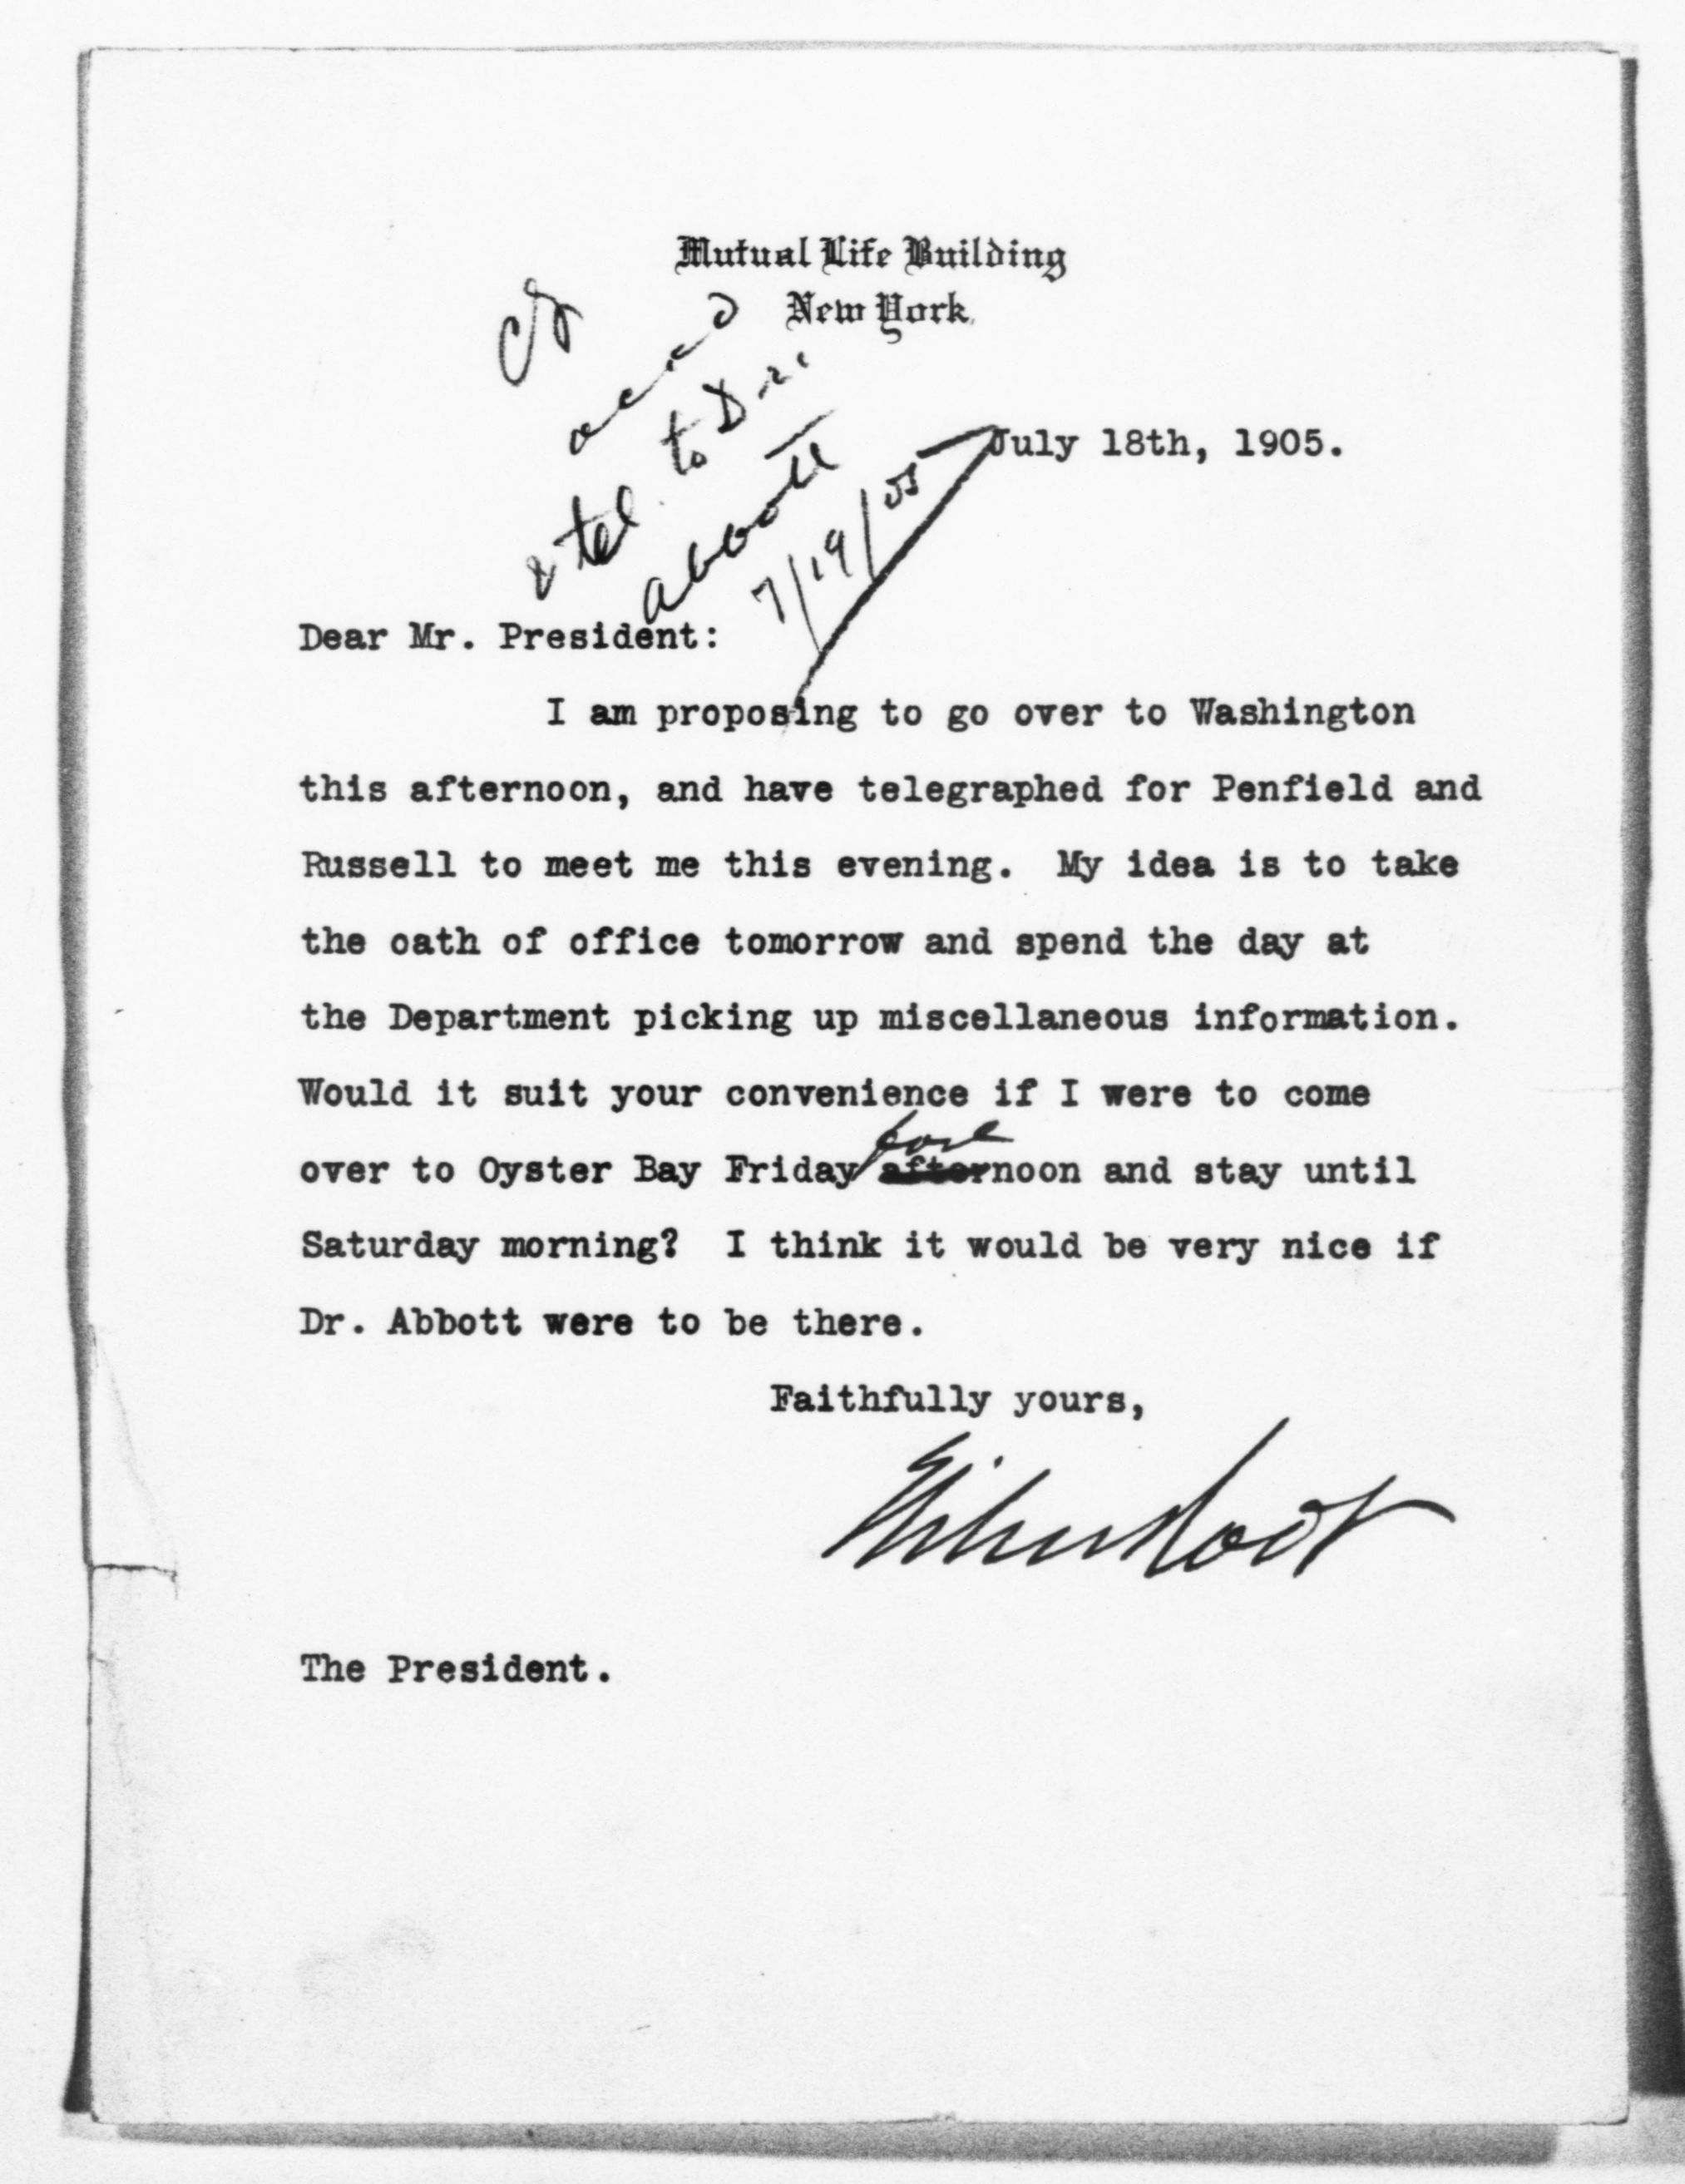 Mutual Life Building
New York
July 18th, 1905.
ackd
& tel. to Dr.
Abbott
7/19/05
Dear Mr. President:
I am proposing to go over to Washington
this afternoon, and have telegraphed for Penfield and
Russell to meet me this evening. My idea is to take
the oath of office tomorrow and spend the day at
the Department picking up miscellaneous information.
Would it suit your convenience if I were to come
over to Oyster Bay Friday forenoon and stay until
Saturday morning? I think it would be very nice if
Dr. Abbott were to be there.
Faithfully yours,
Elihu Root
The President.